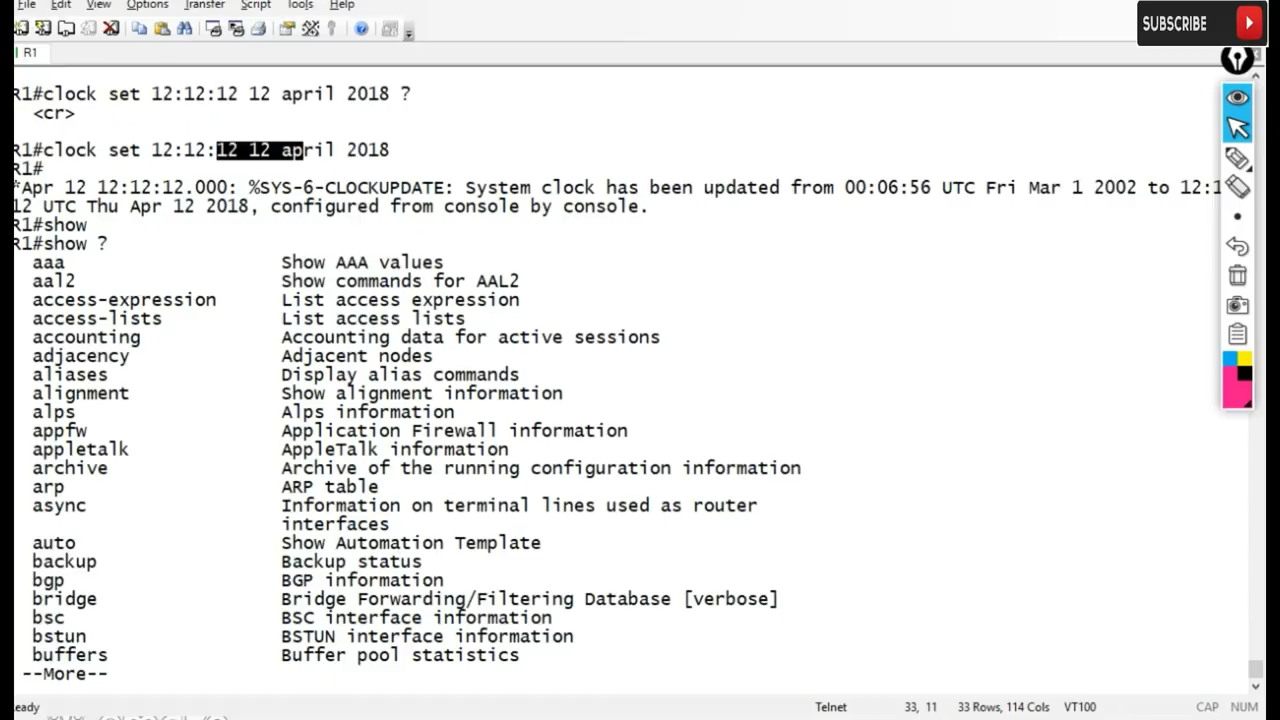 File Edit View Options Transfer Script Tools Help
SUBSCRIBE
R1
R1#clock set 12:12:12 12 april 2018 ?
<cr>
R1#clock set 12:12:12 12 april 2018
R1#
*Apr 12 12:12:12.000: %SYS-6-CLOCKUPDATE: System clock has been updated from 00:06:56 UTC Fri Mar 1 2002 to 12:1
12 UTC Thu Apr 12 2018, configured from console by console.
R1#show
R1#show ?
aaa Show AAA values
aal2 Show commands for AAL2
access-expression List access expression
access-lists List access lists
accounting Accounting data for active sessions
adjacency Adjacent nodes
aliases Display alias commands
alignment Show alignment information
alps Alps information
appfw Application Firewall information
appletalk AppleTalk information
archive Archive of the running configuration information
arp ARP table
async Information on terminal lines used as router
interfaces
auto Show Automation Template
backup Backup status
bgp BGP information
bridge Bridge Forwarding/Filtering Database [verbose]
bsc BSC interface information
bstun BSTUN interface information
buffers Buffer pool statistics
--More--
eady Telnet 33, 11 33 Rows, 114 Cols VT100 CAP NUM